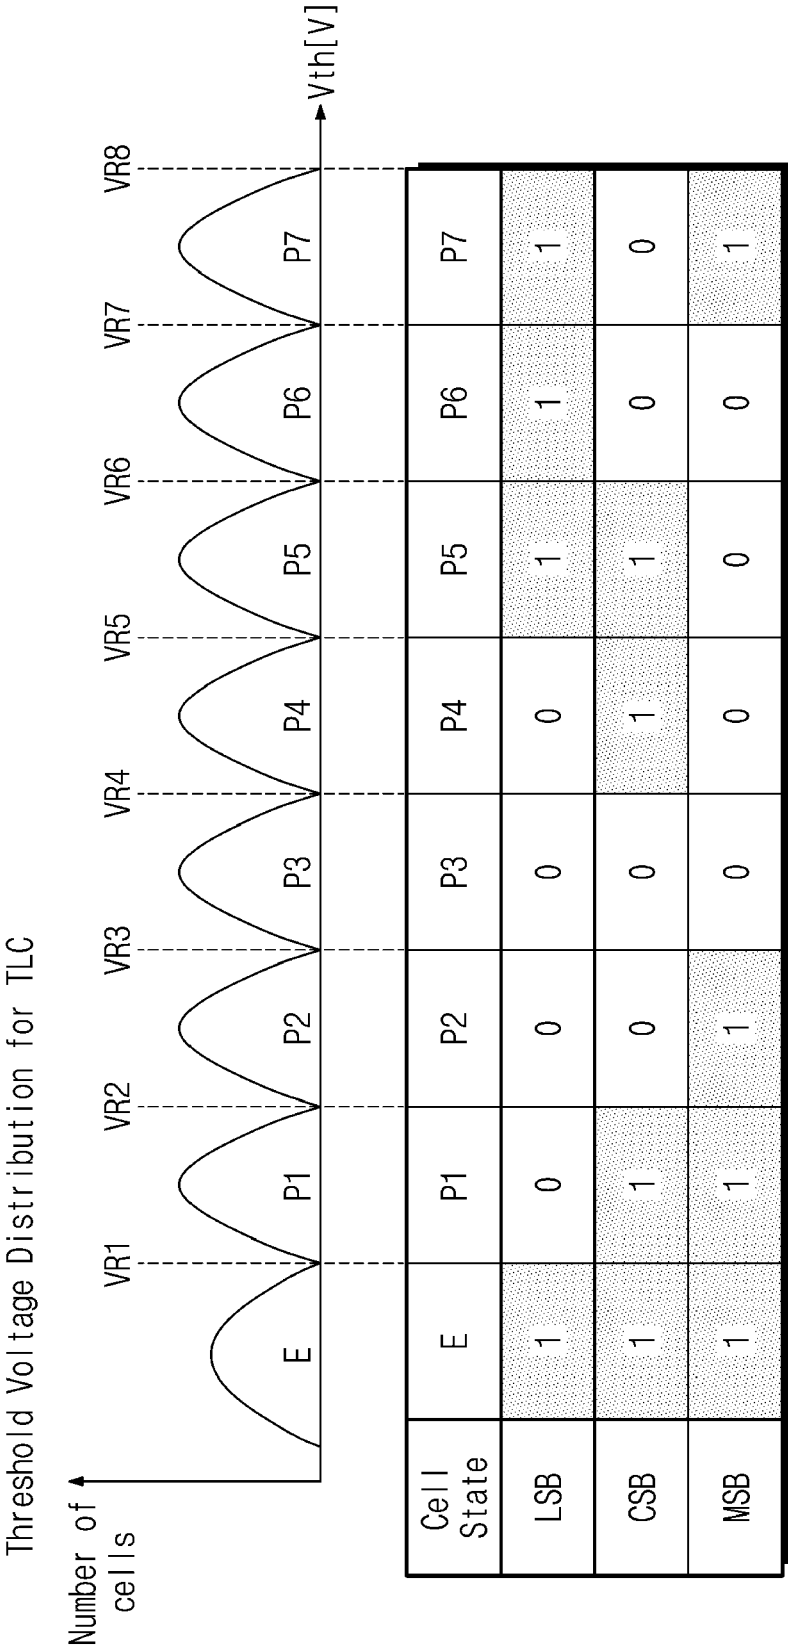 Threshold Voltage Distribution for TLC
Number of
cells
VR1 VR2 VR3 VR4 VR5 VR6 VR7 VR8
E P1 P2 P3 P4 P5 P6 P7
Vth[V]
Cell
State E P1 P2 P3 P4 P5 P6 P7
LSB 1 0 0 0 0 1 1 1
CSB 1 1 0 0 1 1 0 0
MSB 1 1 1 0 0 0 0 1